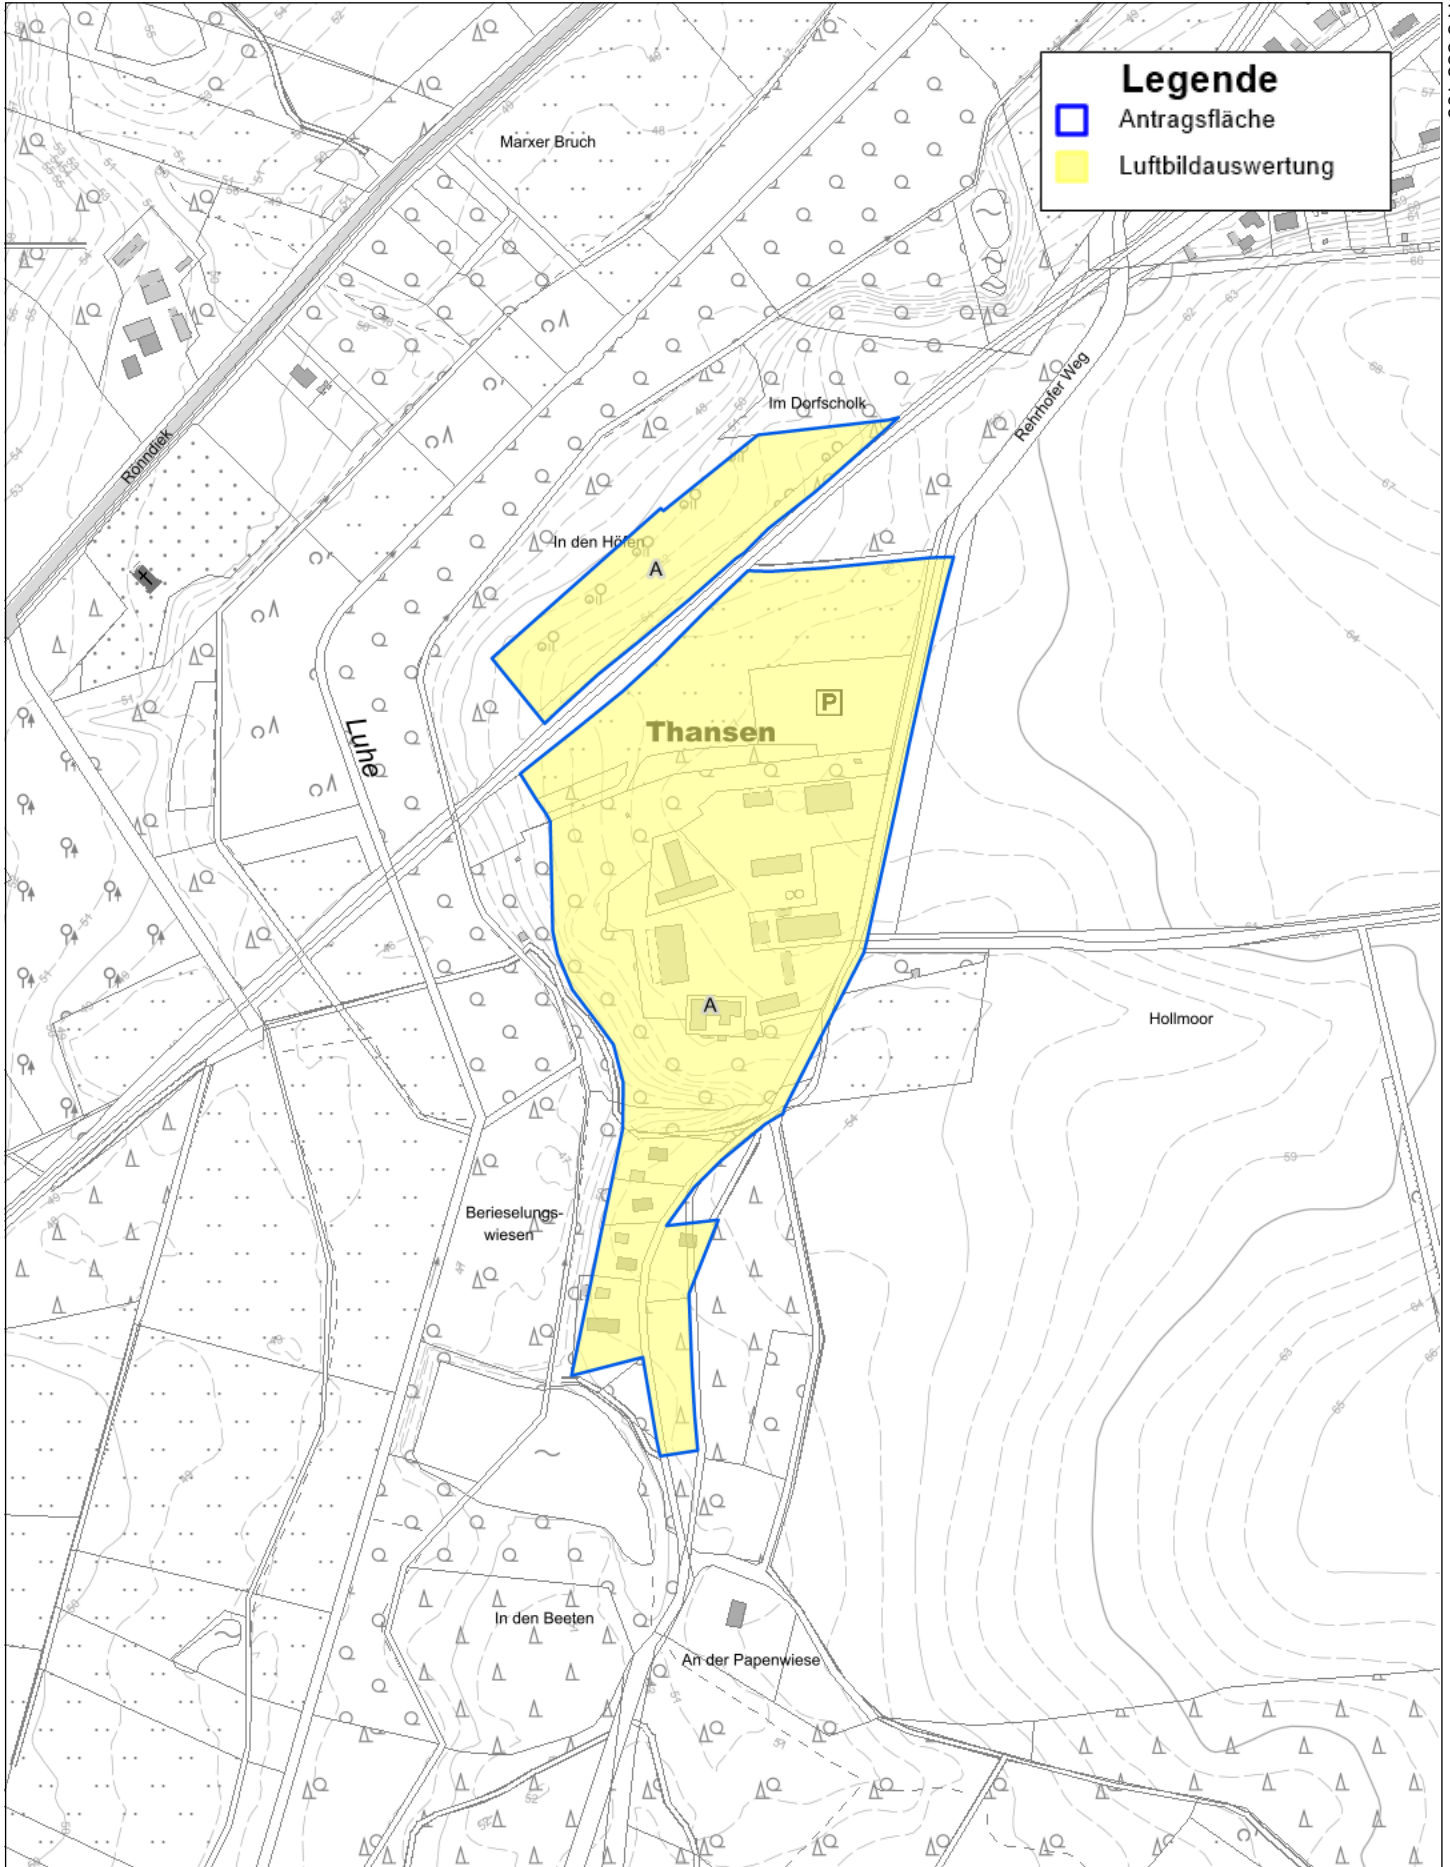 Legende
Antragsfläche
Luftbildauswertung
Marxer Bruch
Im Dorfscholk
Rehrhofer Weg
Rönndiek
In den Höfen
A
P
Thansen
Luhe
A
Hollmoor
Berieselungs-
wiesen
In den Beeten
An der Papenwiese